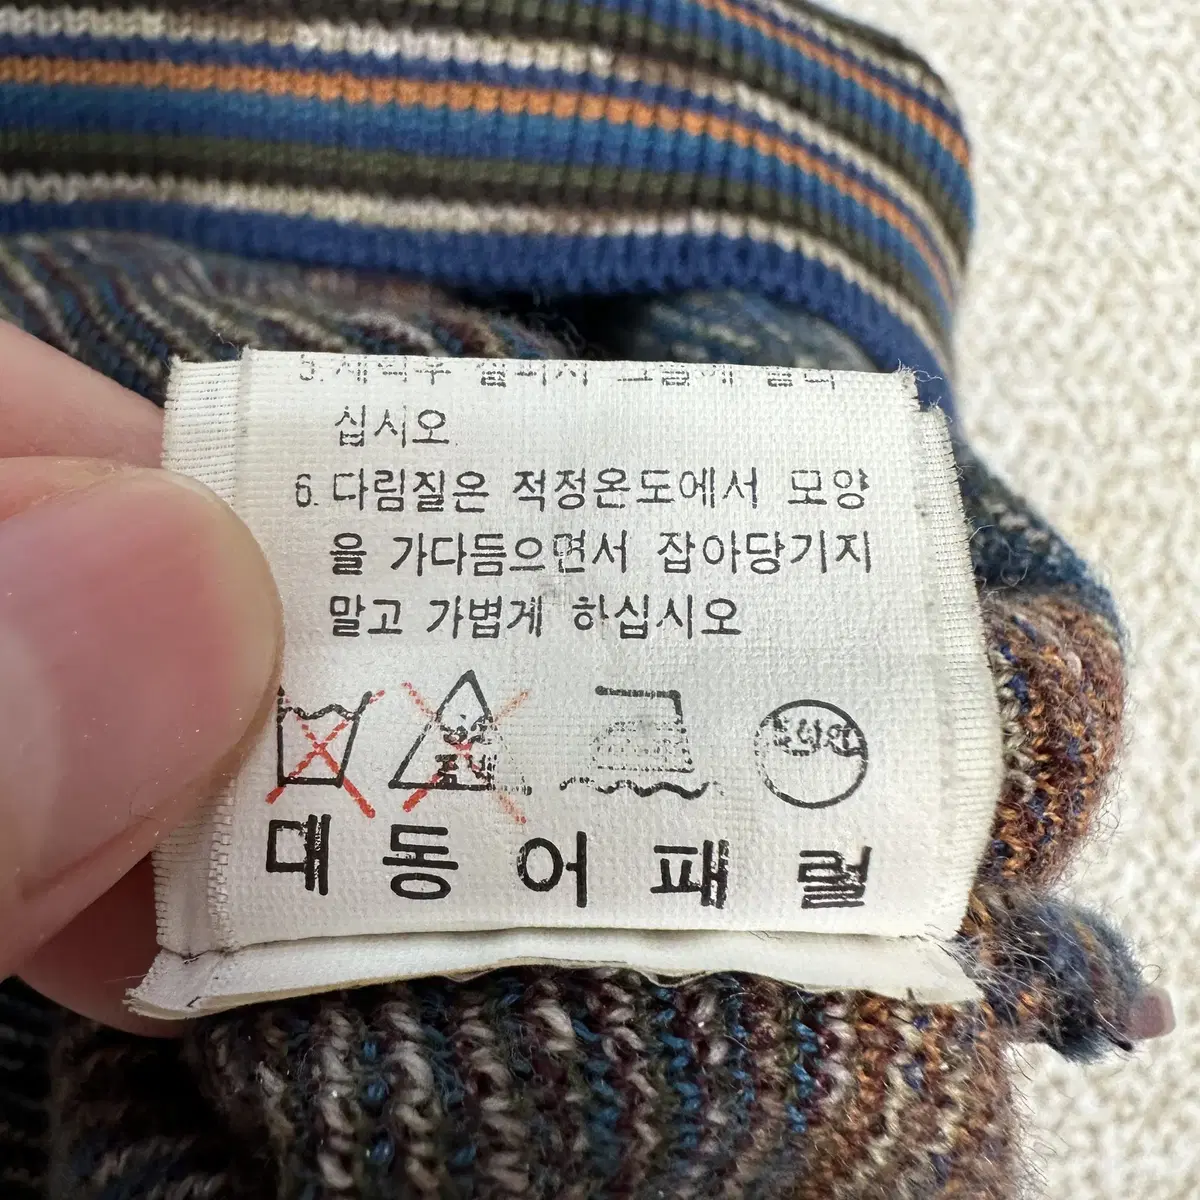 십시오.
6. 다림질은 적정온도에서 모양
을 가다듬으면서 잡아당기지
말고 가볍게 하십시오
대동어패럴